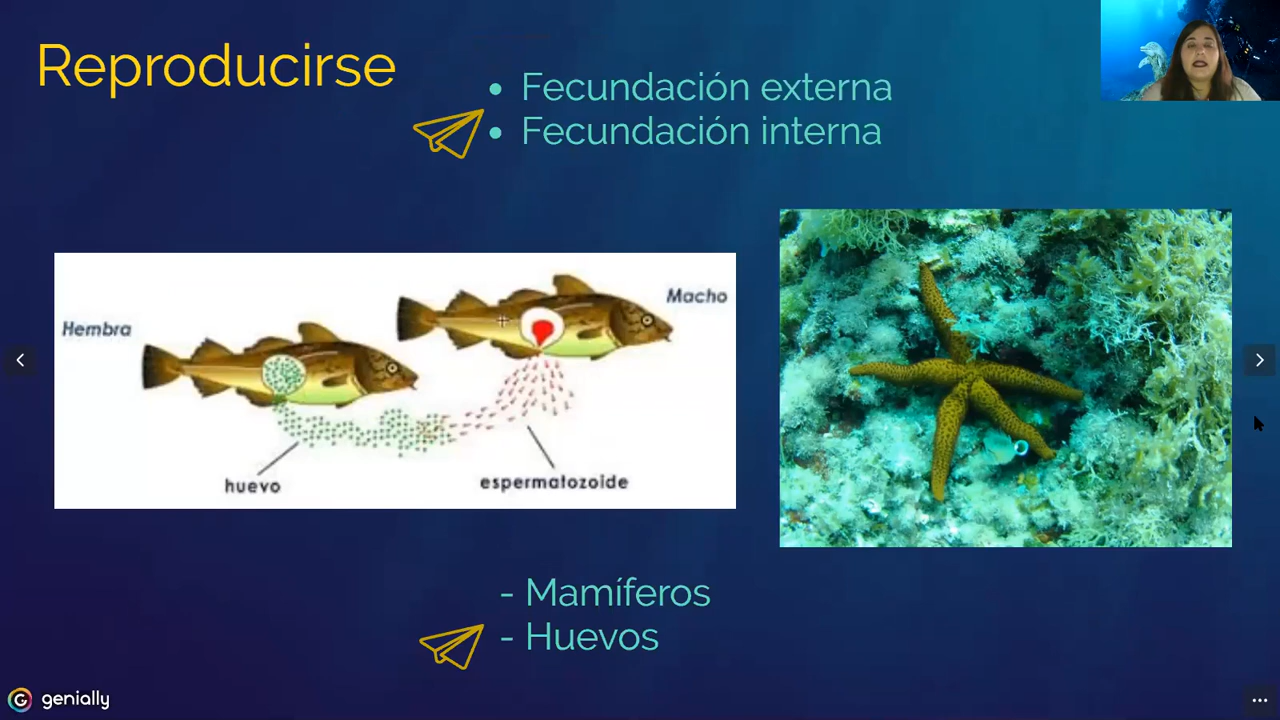 Reproducirse
• Fecundación externa
• Fecundación interna
Hembra
Macho
huevo
espermatozoide
- Mamíferos
- Huevos
genially